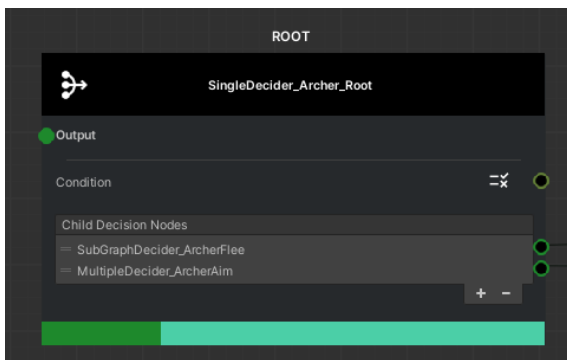 ROOT
SingleDecider_Archer_Root
Output
Condition
Child Decision Nodes
= SubGraphDecider_ArcherFlee
= MultipleDecider_ArcherAim
+ -